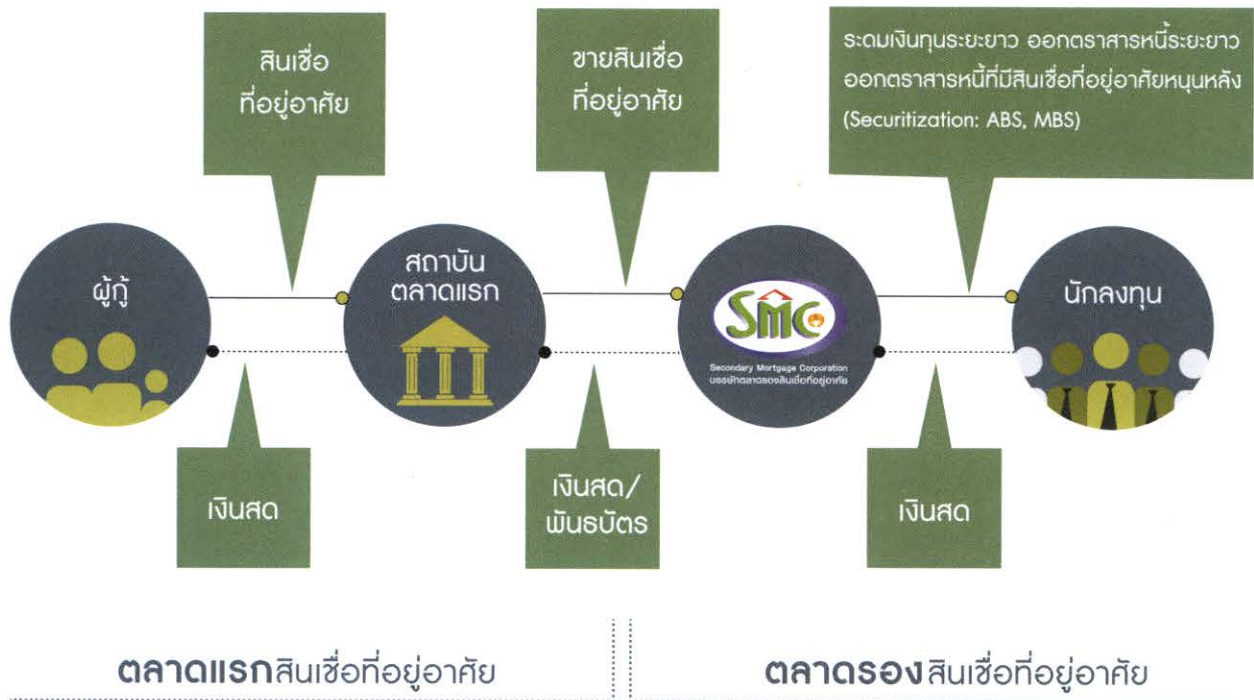 สินเชื่อ
ที่อยู่อาศัย
ขายสินเชื่อ
ที่อยู่อาศัย
ระดมเงินทุนระยะยาว ออกตราสารหนี้ระยะยาว
ออกตราสารหนี้ที่มีสินเชื่อที่อยู่อาศัยหนุนหลัง
(Securitization: ABS, MBS)
ผู้กู้
สถาบัน
ตลาดแรก
SMC
Secondary Mortgage Corporation
บรรษัทตลาดรองสินเชื่อที่อยู่อาศัย
นักลงทุน
เงินสด
เงินสด/
พันธบัตร
เงินสด
ตลาดแรกสินเชื่อที่อยู่อาศัย
ตลาดรองสินเชื่อที่อยู่อาศัย